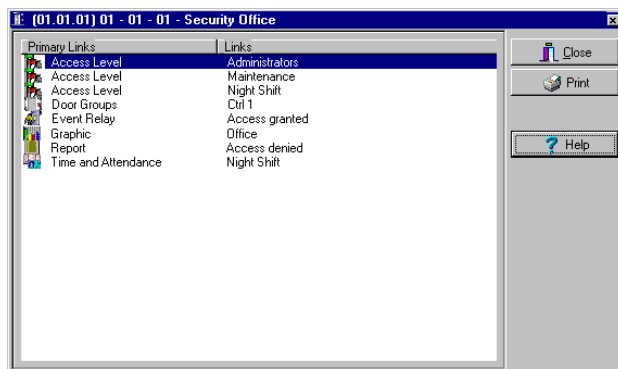 (01.01.01) 01 - 01 - 01 - Security Office
Primary Links Links
Access Level Administrators
Access Level Maintenance
Access Level Night Shift
Door Groups Ctrl 1
Event Relay Access granted
Graphic Office
Report Access denied
Time and Attendance Night Shift
Close
Print
Help